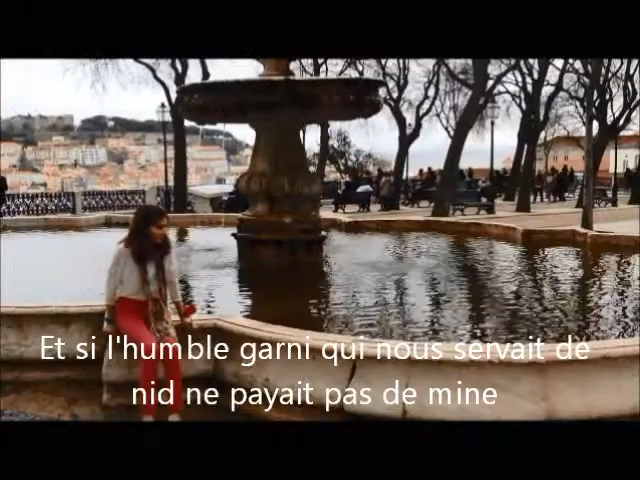 Et si l'humble garni qui nous servait de
nid ne payait pas de mine